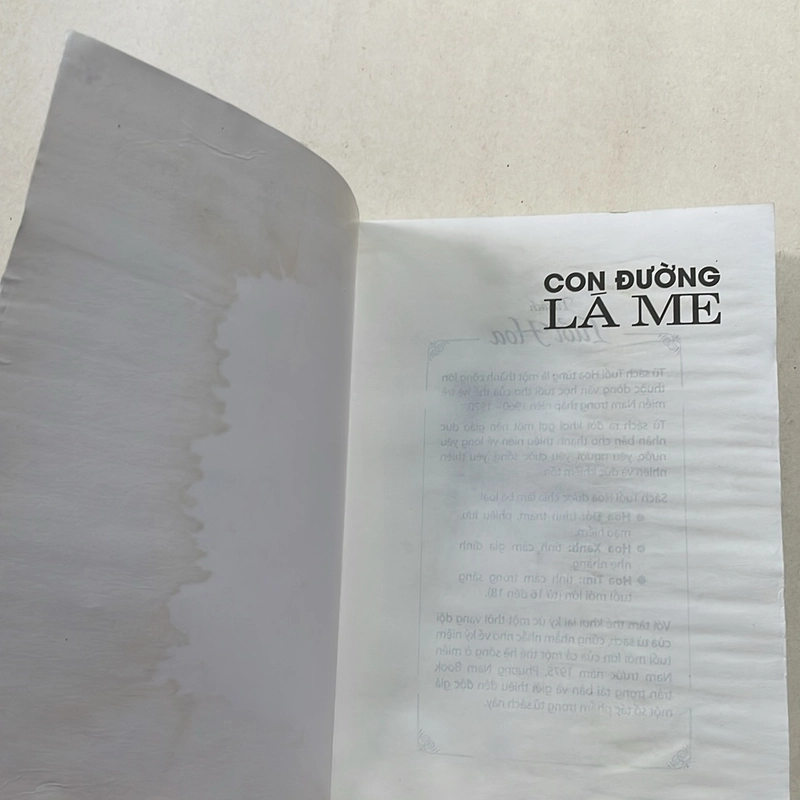 CON ĐƯỜNG
LÁ ME
Tủ sách
Tuổi Hoa
Tủ sách Tuổi Hoa từng là một thành công lớn
thuộc dòng văn học tuổi thơ của thế hệ trẻ
miền Nam trong thập niên 1960 - 1970.
Tủ sách ra đời khơi gợi một nền giáo dục
nhân bản cho thanh thiếu niên về lòng yêu
nước, yêu người, yêu cuộc sống, yêu thiên
nhiên và đức khiêm tốn.
Sách Tuổi Hoa được chia làm ba loại:
Hoa Đỏ: trinh thám, phiêu lưu,
mạo hiểm.
Hoa Xanh: tình cảm gia đình
nhẹ nhàng.
Hoa Tím: tình cảm trong sáng
tuổi mới lớn (từ 16 đến 18).
Với tâm thế khơi lại ký ức một thời vang dội
của tủ sách, cũng nhằm nhắc nhớ về kỷ niệm
tuổi mới lớn của cả một thế hệ sống ở miền
Nam trước năm 1975, Phương Nam Book
trân trọng tái bản và giới thiệu đến độc giả
một số tác phẩm trong tủ sách này.